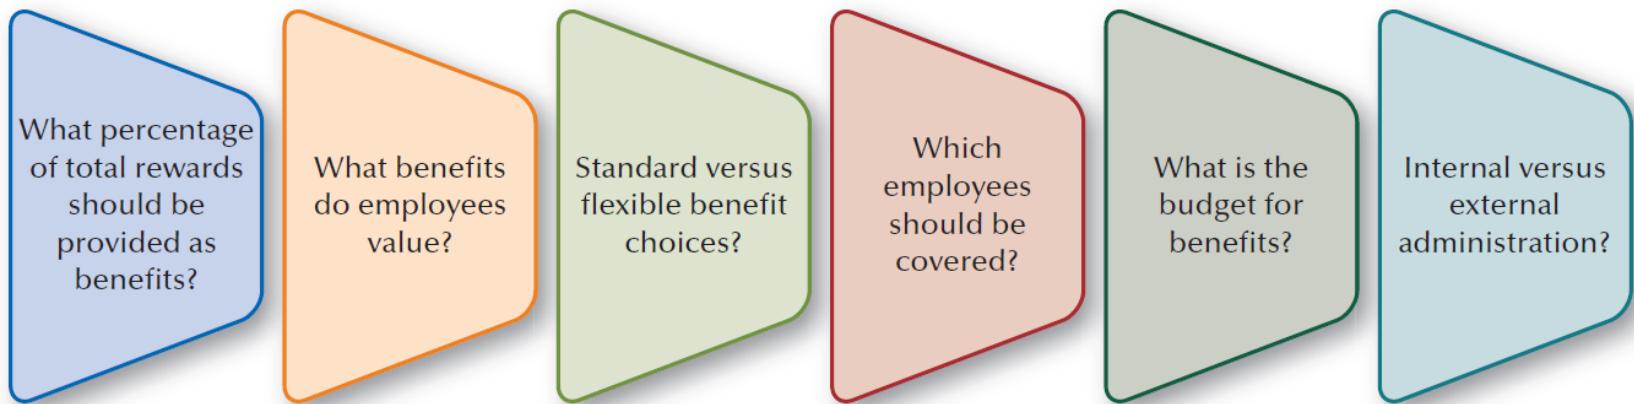 What percentage
of total rewards
should be
provided as
benefits?
What benefits
do employees
value?
Standard versus
flexible benefit
choices?
Which
employees
should be
covered?
What is the
budget for
benefits?
Internal versus
external
administration?